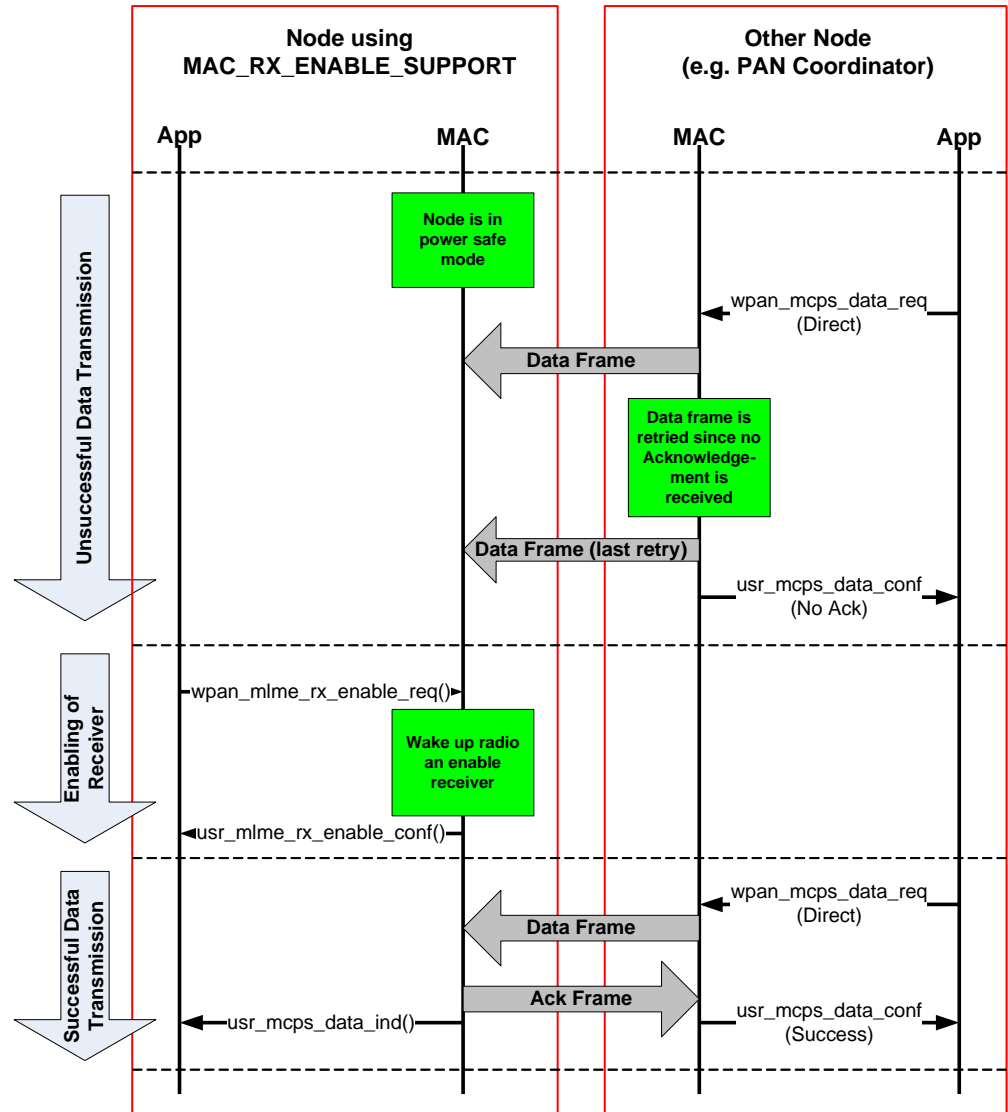 Node using
MAC_RX_ENABLE_SUPPORT
Other Node
(e.g. PAN Coordinator)
App
MAC
MAC
App
Unsuccessful Data Transmission
Node is in
power safe
mode
wpan_mcps_data_req
(Direct)
Data Frame
Data frame is
retried since no
Acknowledge-
ment is
received
Data Frame (last retry)
usr_mcps_data_conf
(No Ack)
Enabling of
Receiver
wpan_mlme_rx_enable_req()
Wake up radio
an enable
receiver
usr_mlme_rx_enable_conf()
Successful Data
Transmission
wpan_mcps_data_req
(Direct)
Data Frame
Ack Frame
usr_mcps_data_ind()
usr_mcps_data_conf
(Success)